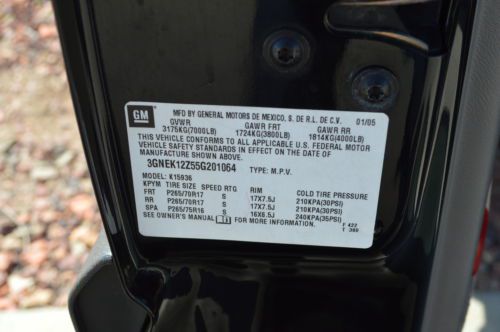 GM MFD BY GENERAL MOTORS DE MEXICO, S. DE R.L. DE C.V. 01/05
GVWR GAWR FRT GAWR RR
3175KG(7000LB) 1724KG(3800LB) 1814KG(4000LB)
THIS VEHICLE CONFORMS TO ALL APPLICABLE U.S. FEDERAL MOTOR
VEHICLE SAFETY STANDARDS IN EFFECT ON THE DATE OF
MANUFACTURE SHOWN ABOVE.
3GNEK12Z55G201064 TYPE: M.P.V.
MODEL: K15936
KPYM TIRE SIZE SPEED RTG RIM COLD TIRE PRESSURE
FRT P265/70R17 S 17X7.5J 210KPA(30PSI)
RR P265/70R17 S 17X7.5J 210KPA(30PSI)
SPA P265/75R16 S 16X6.5J 240KPA(35PSI)
SEE OWNER'S MANUAL FOR MORE INFORMATION.
F 422
T 389